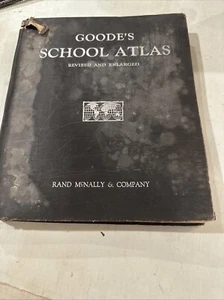 GOODE'S
SCHOOL ATLAS
REVISED AND ENLARGED
RAND MCNALLY & COMPANY